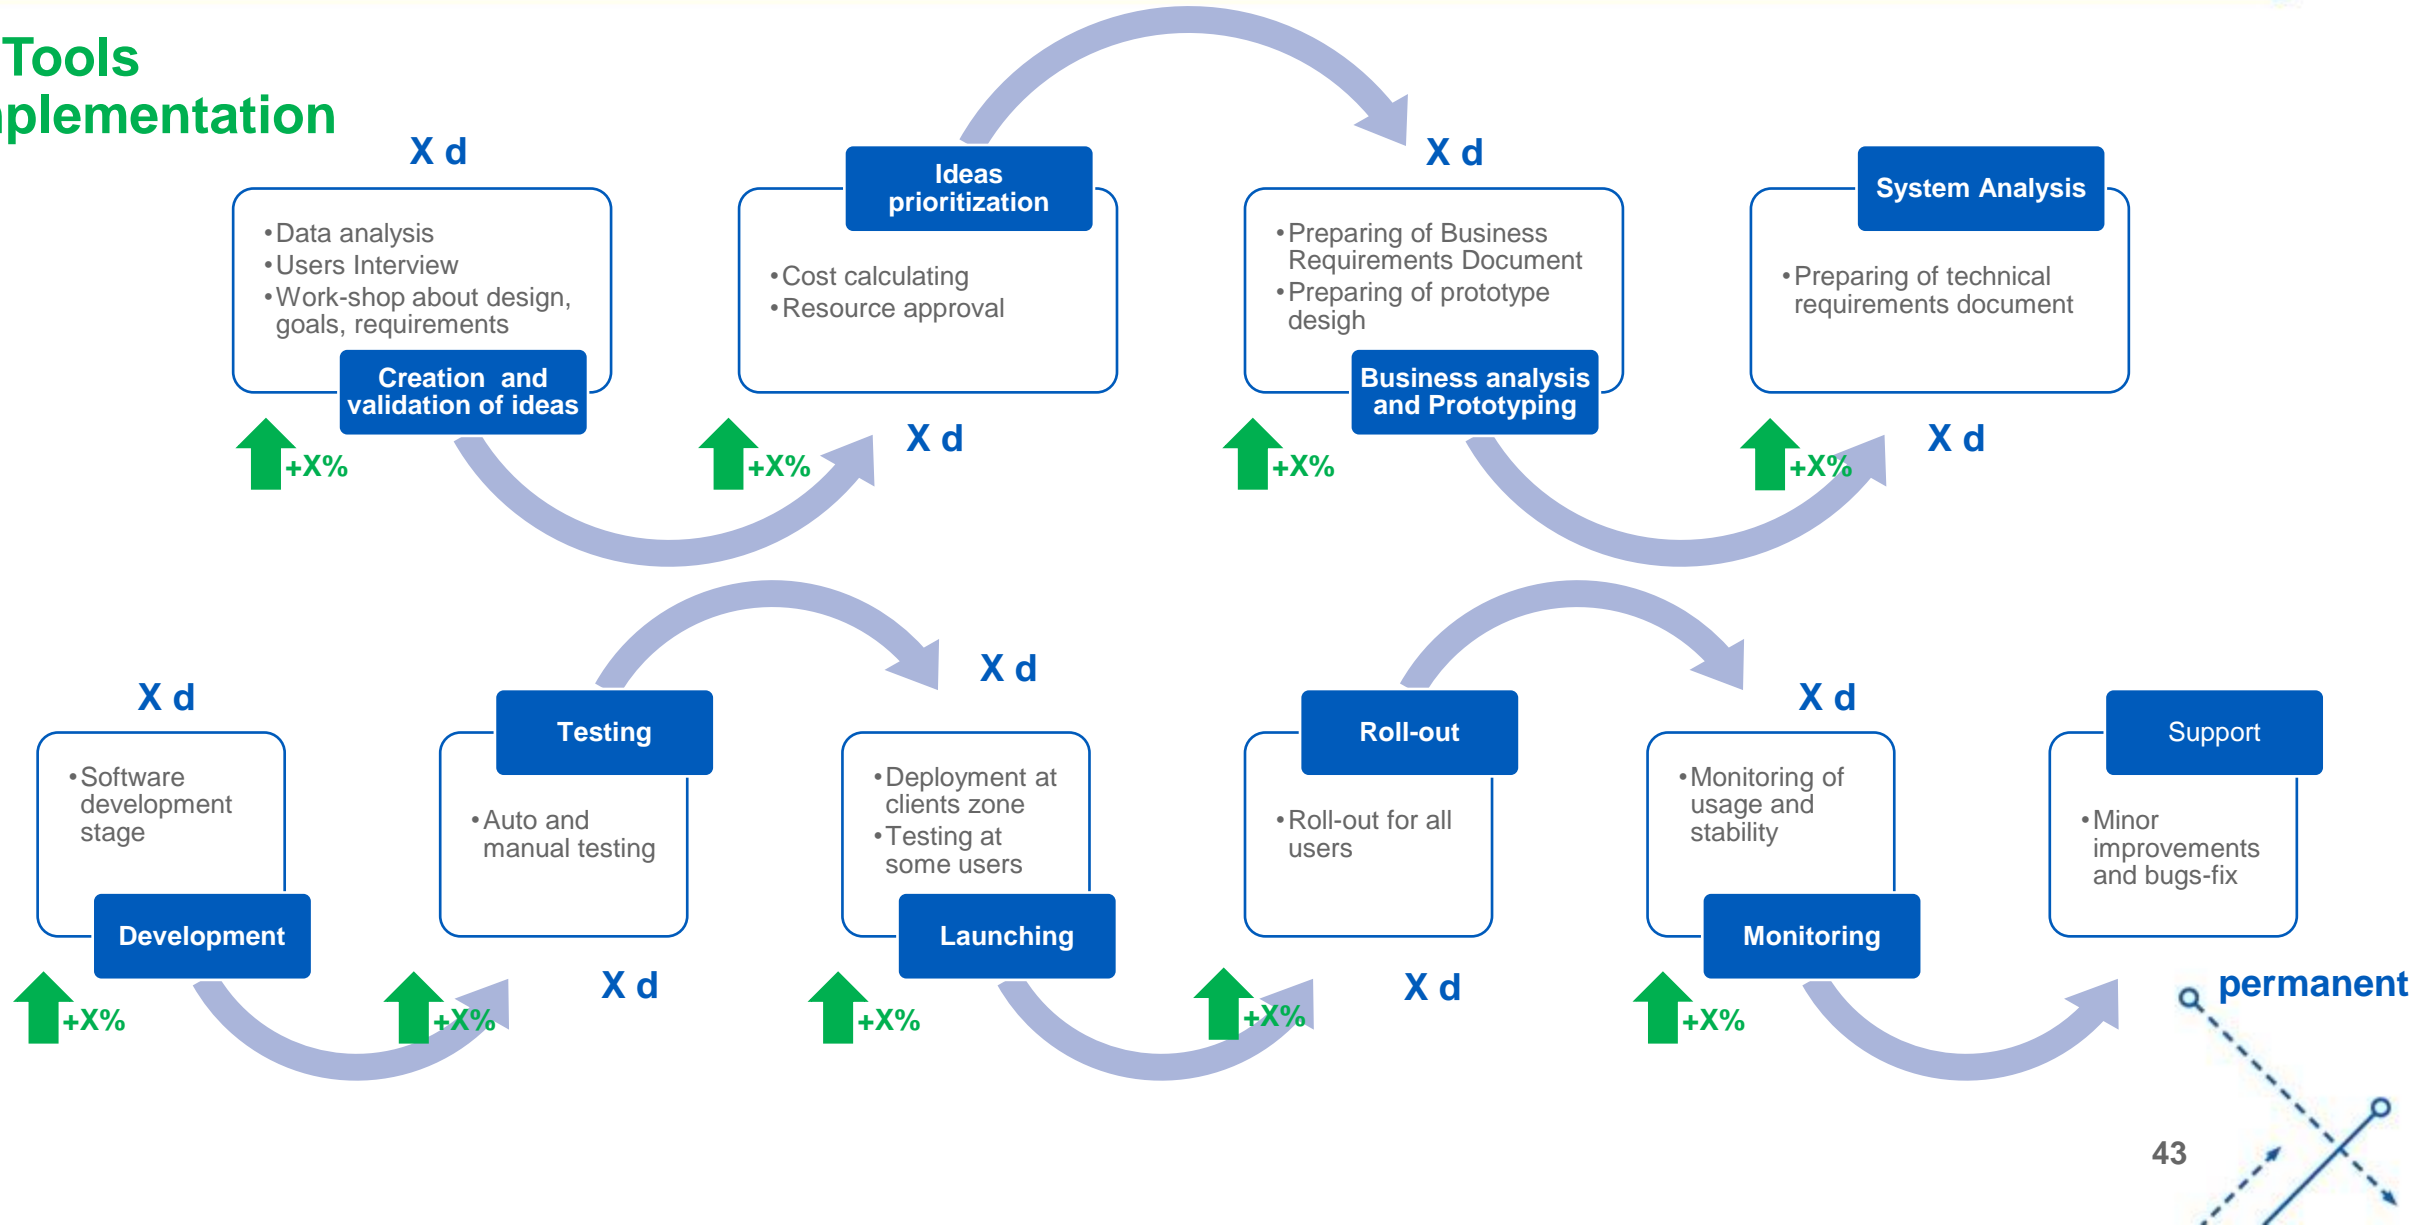 Tools
nplementation
X d
•Data analysis
•Users Interview
•Work-shop about design,
goals, requirements
Creation and
validation of ideas
+X%
Ideas
prioritization
•Cost calculating
•Resource approval
+X%
X d
X d
•Preparing of Business
Requirements Document
•Preparing of prototype
desigh
Business analysis
and Prototyping
+X%
System Analysis
•Preparing of technical
requirements document
+X%
X d
X d
•Software
development
stage
Development
+X%
Testing
•Auto and
manual testing
+X%
X d
X d
•Deployment at
clients zone
•Testing at
some users
Launching
+X%
Roll-out
•Roll-out for all
users
+X%
X d
X d
•Monitoring of
usage and
stability
Monitoring
+X%
Support
•Minor
improvements
and bugs-fix
permanent
43